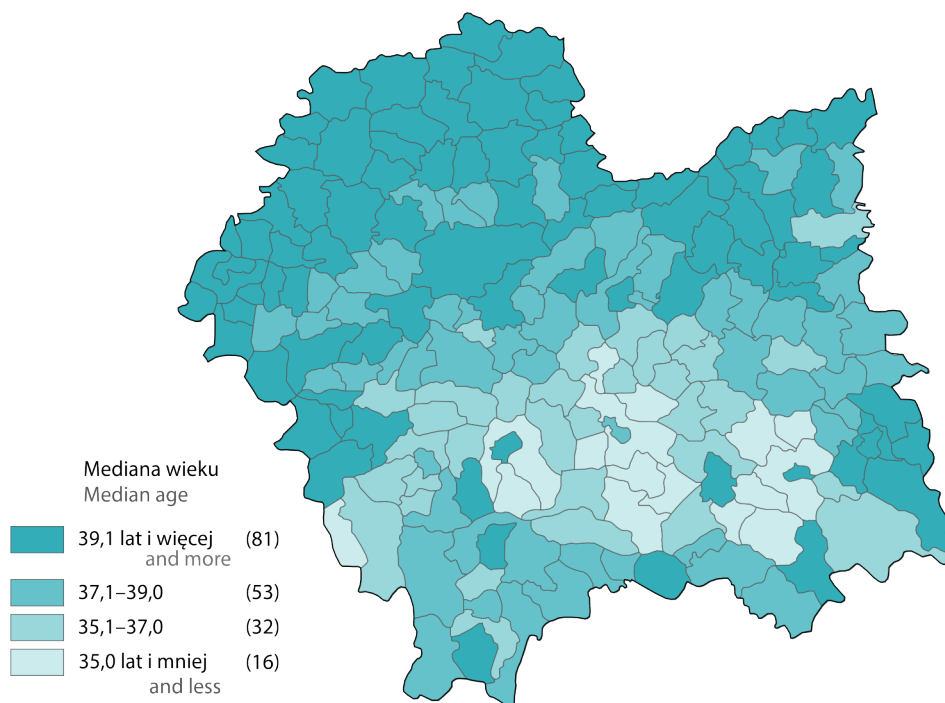 Mediana wieku
Median age
39,1 lat i więcej (81)
and more
37,1–39,0 (53)
35,1–37,0 (32)
35,0 lat i mniej (16)
and less